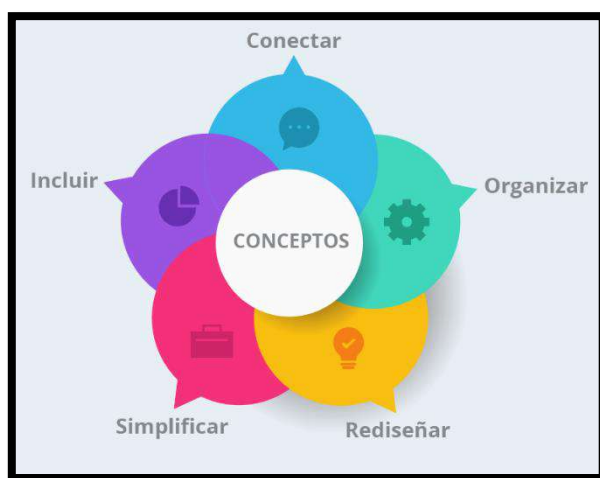 Conectar
Incluir
Organizar
CONCEPTOS
Simplificar
Rediseñar